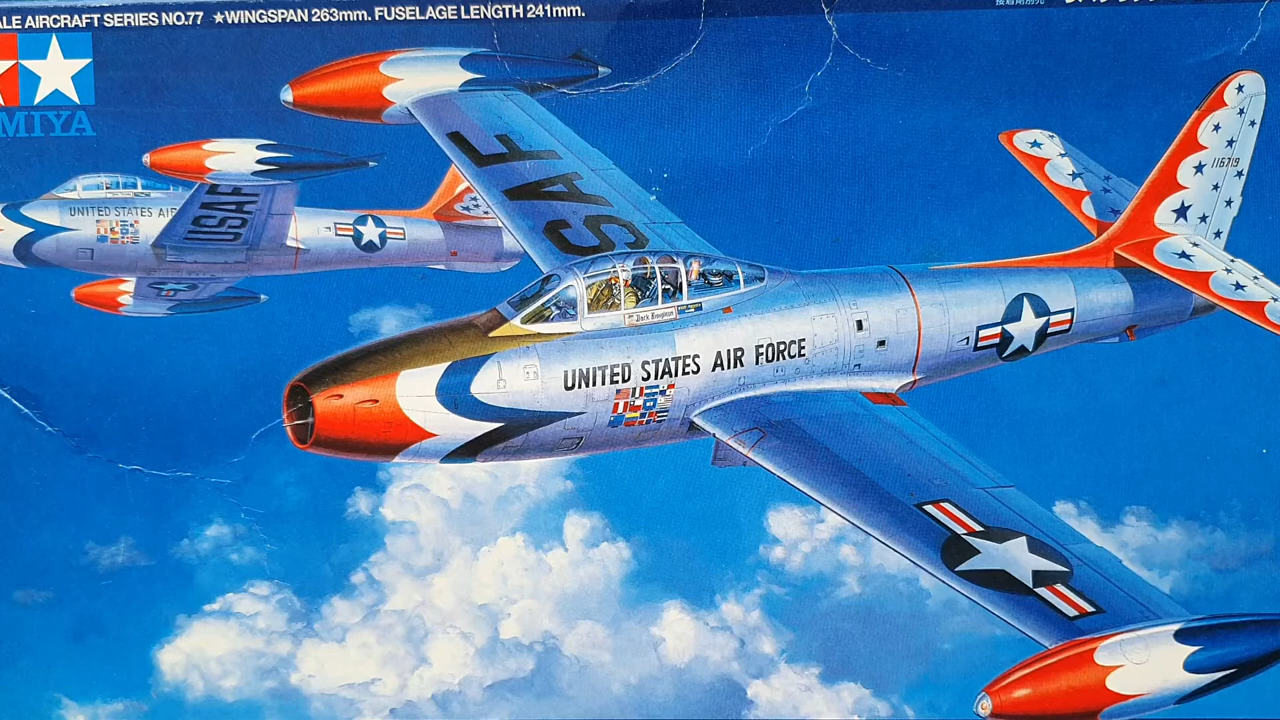 ALE AIRCRAFT SERIES NO.77 ★WINGSPAN 263mm. FUSELAGE LENGTH 241mm.
MIYA
USAF
116719
UNITED STATES AIR
USAF
UNITED STATES AIR FORCE